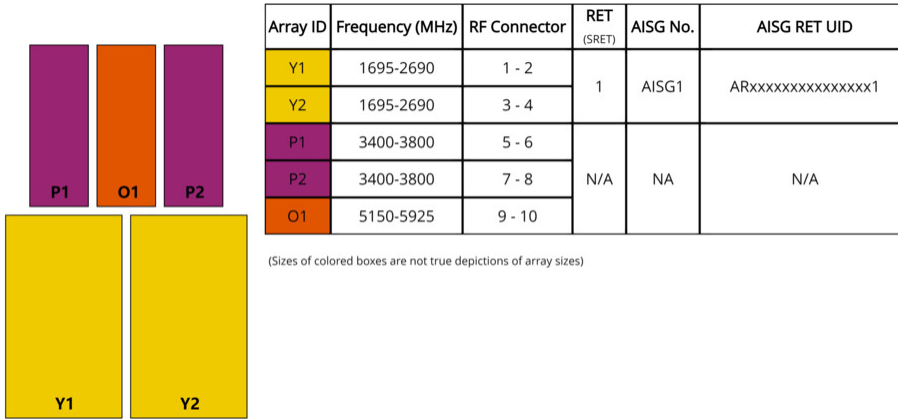 Array ID Frequency (MHz) RF Connector RET (SRET) AISG No. AISG RET UID
Y1 1695-2690 1 - 2 1 AISG1 ARxxxxxxxxxxxxxxx1
Y2 1695-2690 3 - 4
P1 3400-3800 5 - 6 N/A NA N/A
P2 3400-3800 7 - 8
O1 5150-5925 9 - 10
(Sizes of colored boxes are not true depictions of array sizes)
P1 O1 P2
Y1 Y2